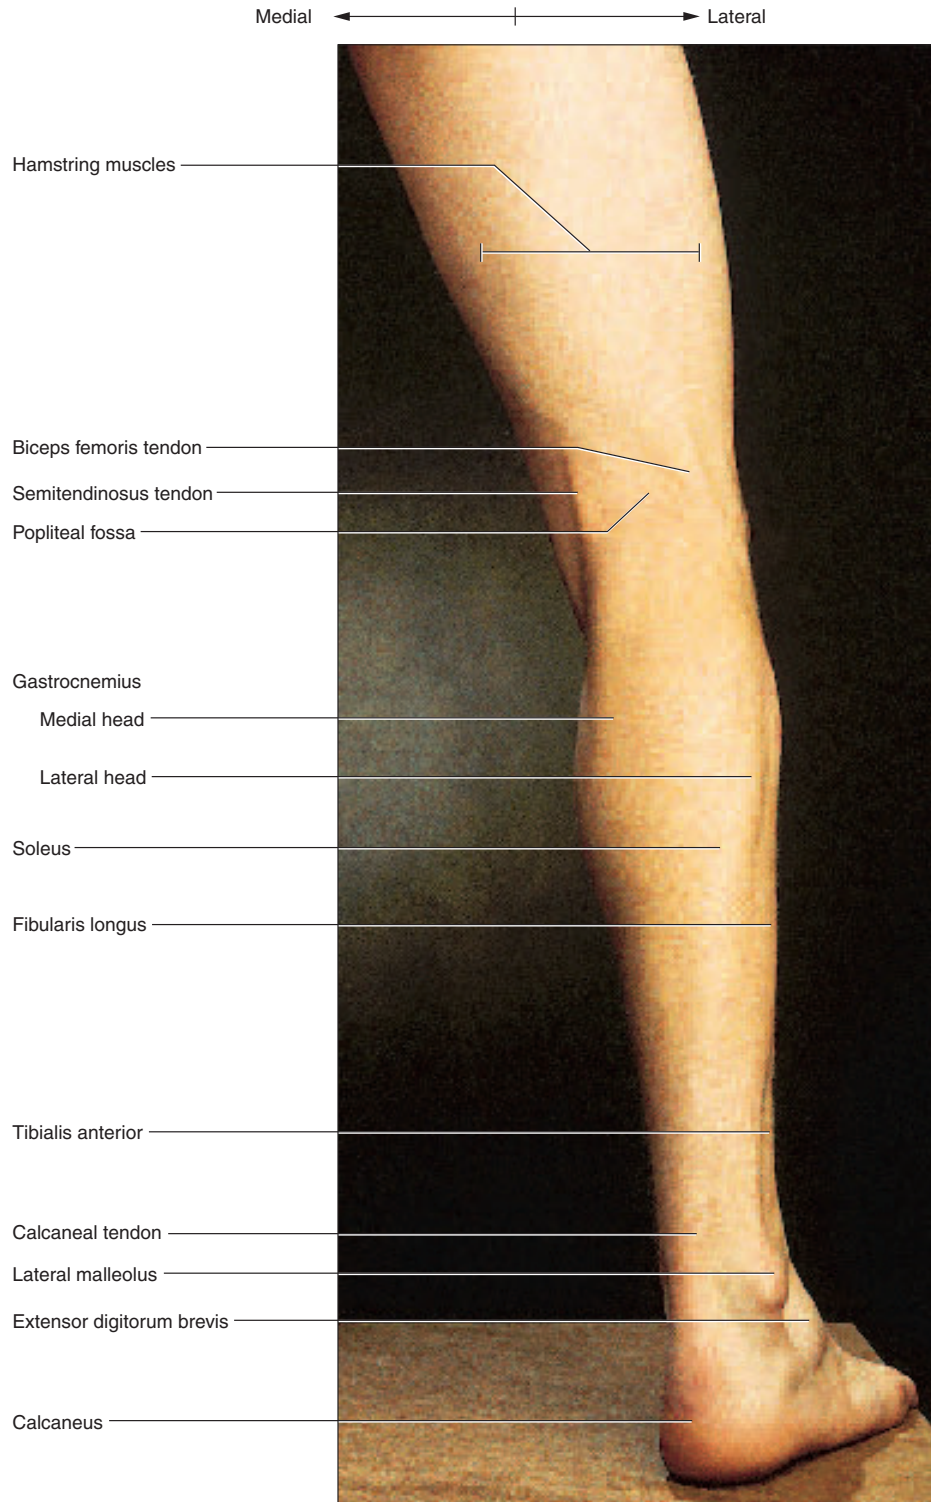 Medial
Lateral
Hamstring muscles
Biceps femoris tendon
Semitendinosus tendon
Popliteal fossa
Gastrocnemius
Medial head
Lateral head
Soleus
Fibularis longus
Tibialis anterior
Calcaneal tendon
Lateral malleolus
Extensor digitorum brevis
Calcaneus